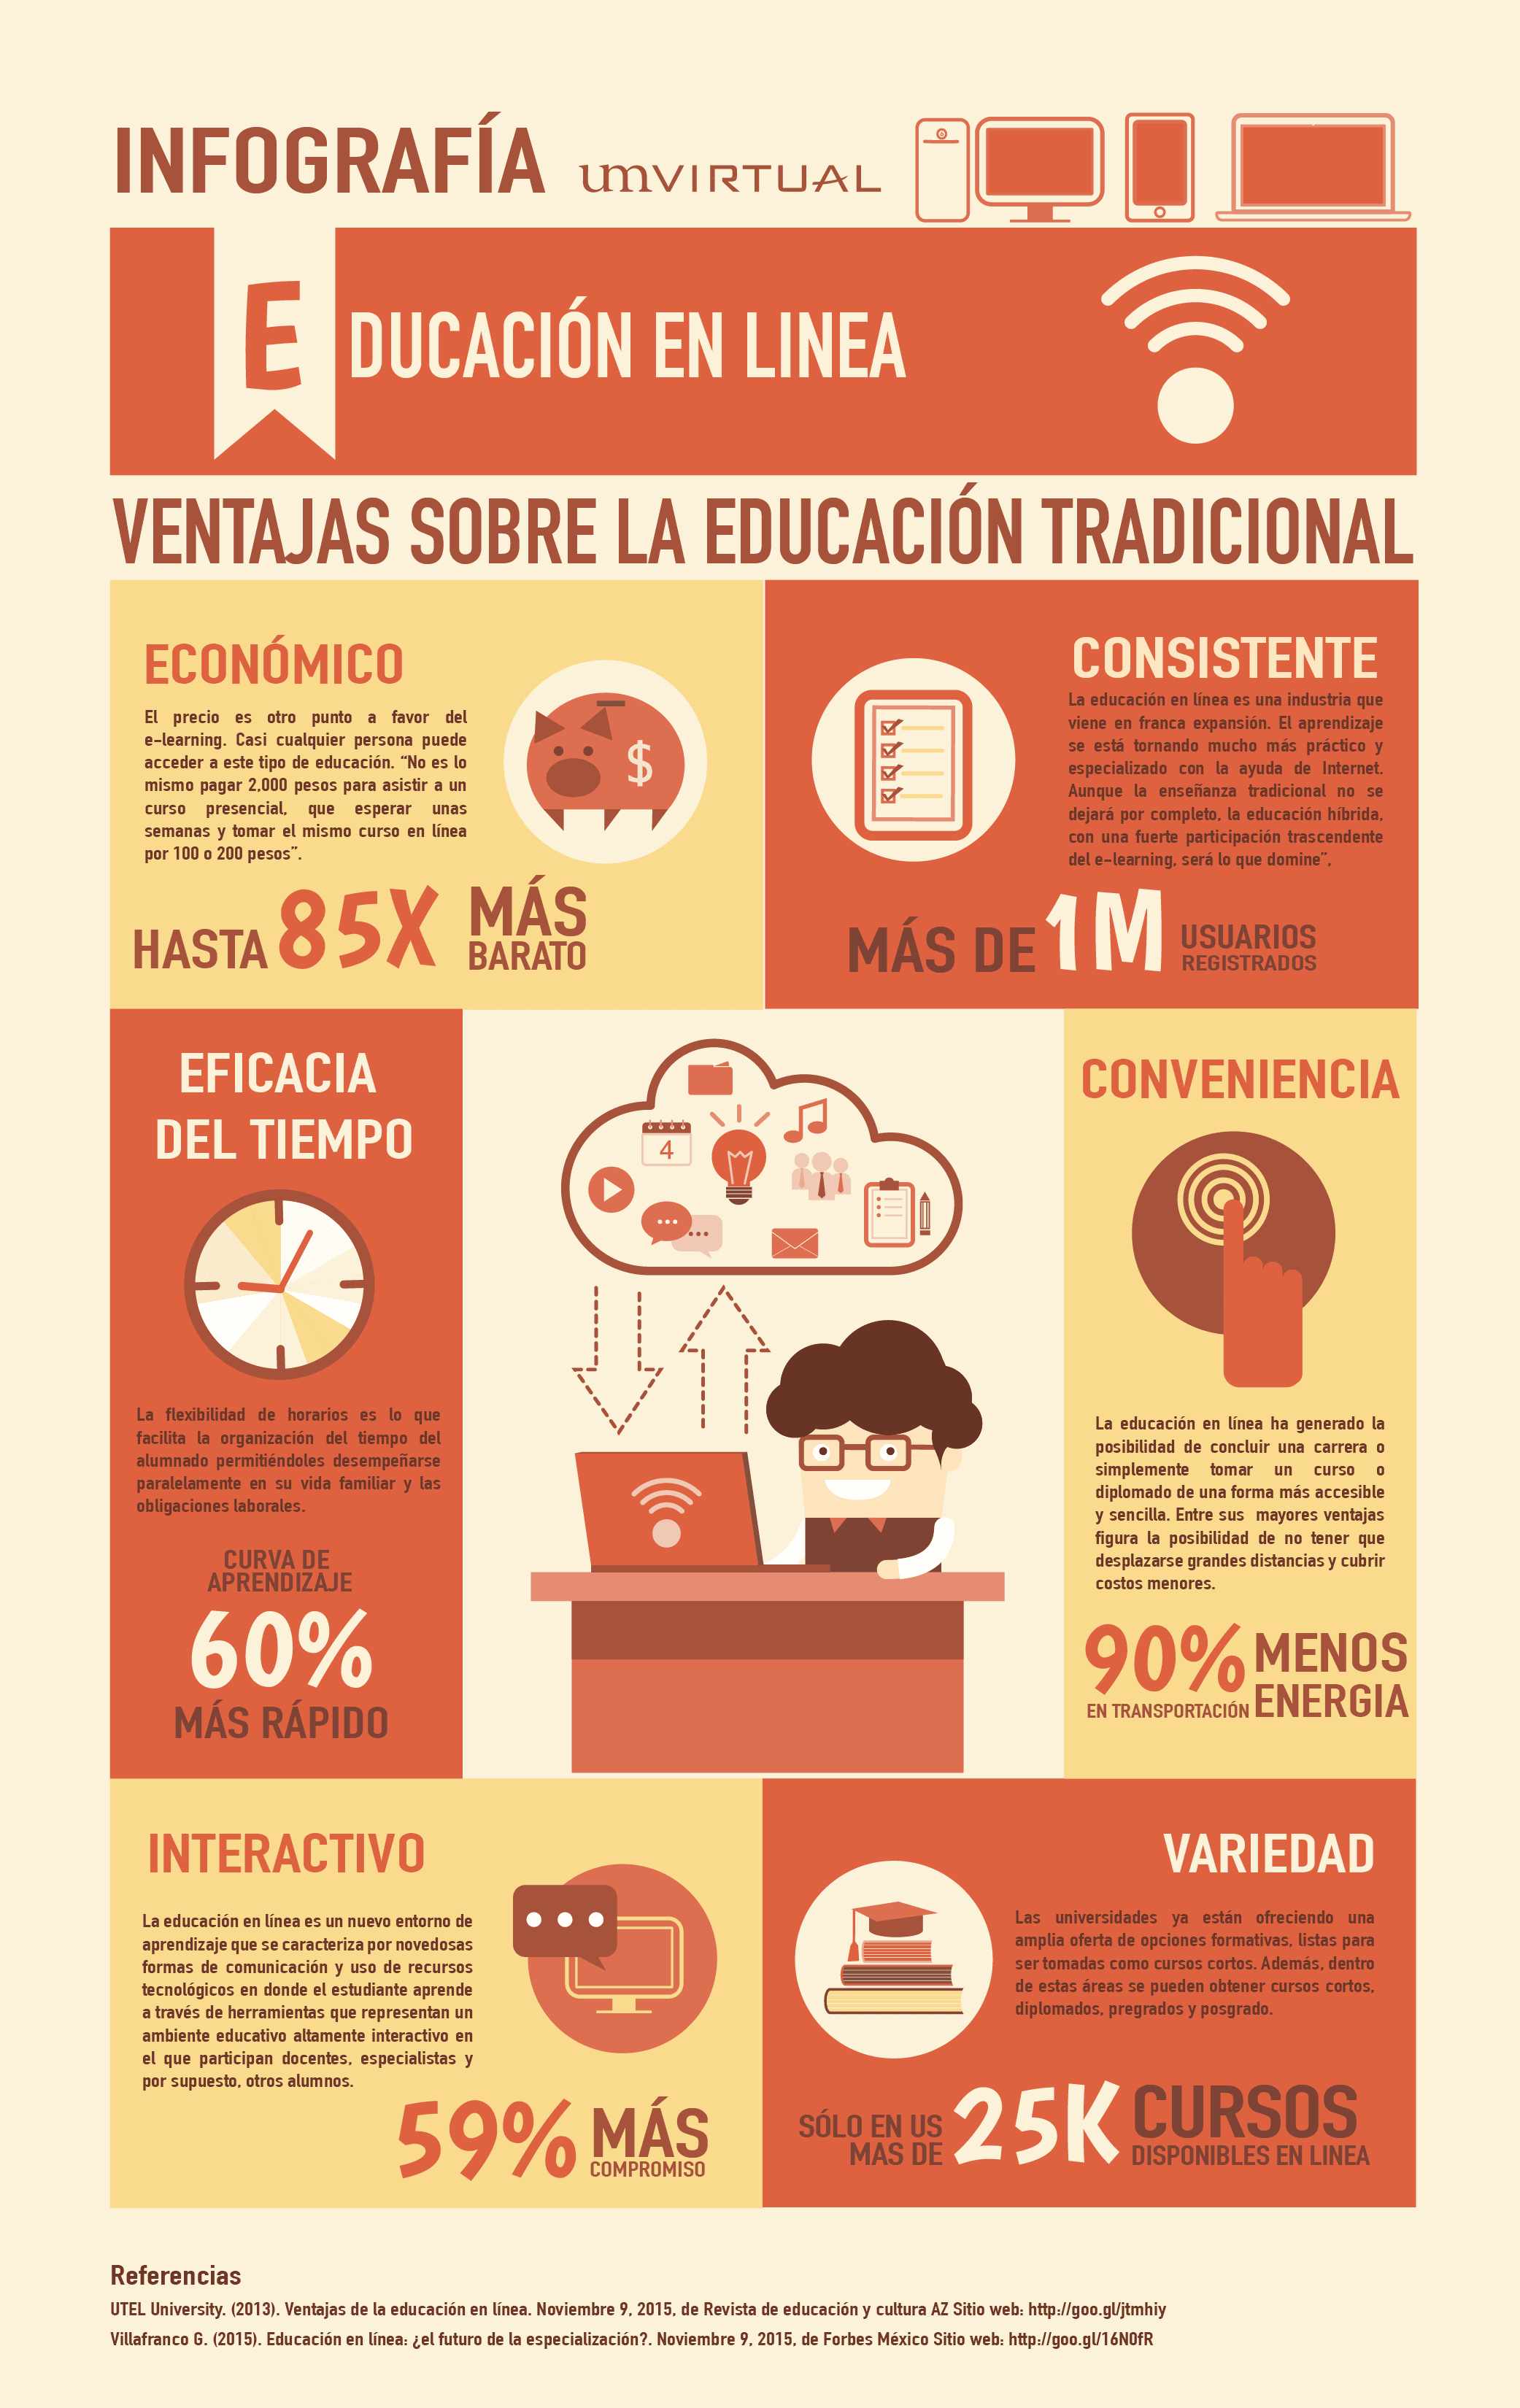 INFOGRAFÍA
umVIRTUAL
EDUCACIÓN EN LINEA
VENTAJAS SOBRE LA EDUCACIÓN TRADICIONAL
ECONÓMICO
El precio es otro punto a favor del
e-learning. Casi cualquier persona puede
acceder a este tipo de educación. “No es lo
mismo pagar 2,000 pesos para asistir a un
curso presencial, que esperar unas
semanas y tomar el mismo curso en línea
por 100 o 200 pesos”.
$
HASTA 85X MÁS
BARATO
CONSISTENTE
La educación en línea es una industria que
viene en franca expansión. El aprendizaje
se está tornando mucho más práctico y
especializado con la ayuda de Internet.
Aunque la enseñanza tradicional no se
dejará por completo, la educación híbrida,
con una fuerte participación trascendente
del e-learning, será lo que domine”,
MÁS DE 1M USUARIOS
REGISTRADOS
EFICACIA
DEL TIEMPO
La flexibilidad de horarios es lo que
facilita la organización del tiempo del
alumnado permitiéndoles desempeñarse
paralelamente en su vida familiar y las
obligaciones laborales.
CURVA DE
APRENDIZAJE
60%
MÁS RÁPIDO
4
CONVENIENCIA
La educación en línea ha generado la
posibilidad de concluir una carrera o
simplemente tomar un curso o
diplomado de una forma más accesible
y sencilla. Entre sus mayores ventajas
figura la posibilidad de no tener que
desplazarse grandes distancias y cubrir
costos menores.
90% MENOS
EN TRANSPORTACIÓN ENERGIA
INTERACTIVO
La educación en línea es un nuevo entorno de
aprendizaje que se caracteriza por novedosas
formas de comunicación y uso de recursos
tecnológicos en donde el estudiante aprende
a través de herramientas que representan un
ambiente educativo altamente interactivo en
el que participan docentes, especialistas y
por supuesto, otros alumnos.
59% MÁS
COMPROMISO
VARIEDAD
Las universidades ya están ofreciendo una
amplia oferta de opciones formativas, listas para
ser tomadas como cursos cortos. Además, dentro
de estas áreas se pueden obtener cursos cortos,
diplomados, pregrados y posgrado.
SÓLO EN US
MAS DE 25K CURSOS
DISPONIBLES EN LINEA
Referencias
UTEL University. (2013). Ventajas de la educación en línea. Noviembre 9, 2015, de Revista de educación y cultura AZ Sitio web: http://goo.gl/jtmhiy
Villafranco G. (2015). Educación en línea: ¿el futuro de la especialización?. Noviembre 9, 2015, de Forbes México Sitio web: http://goo.gl/16N0fR